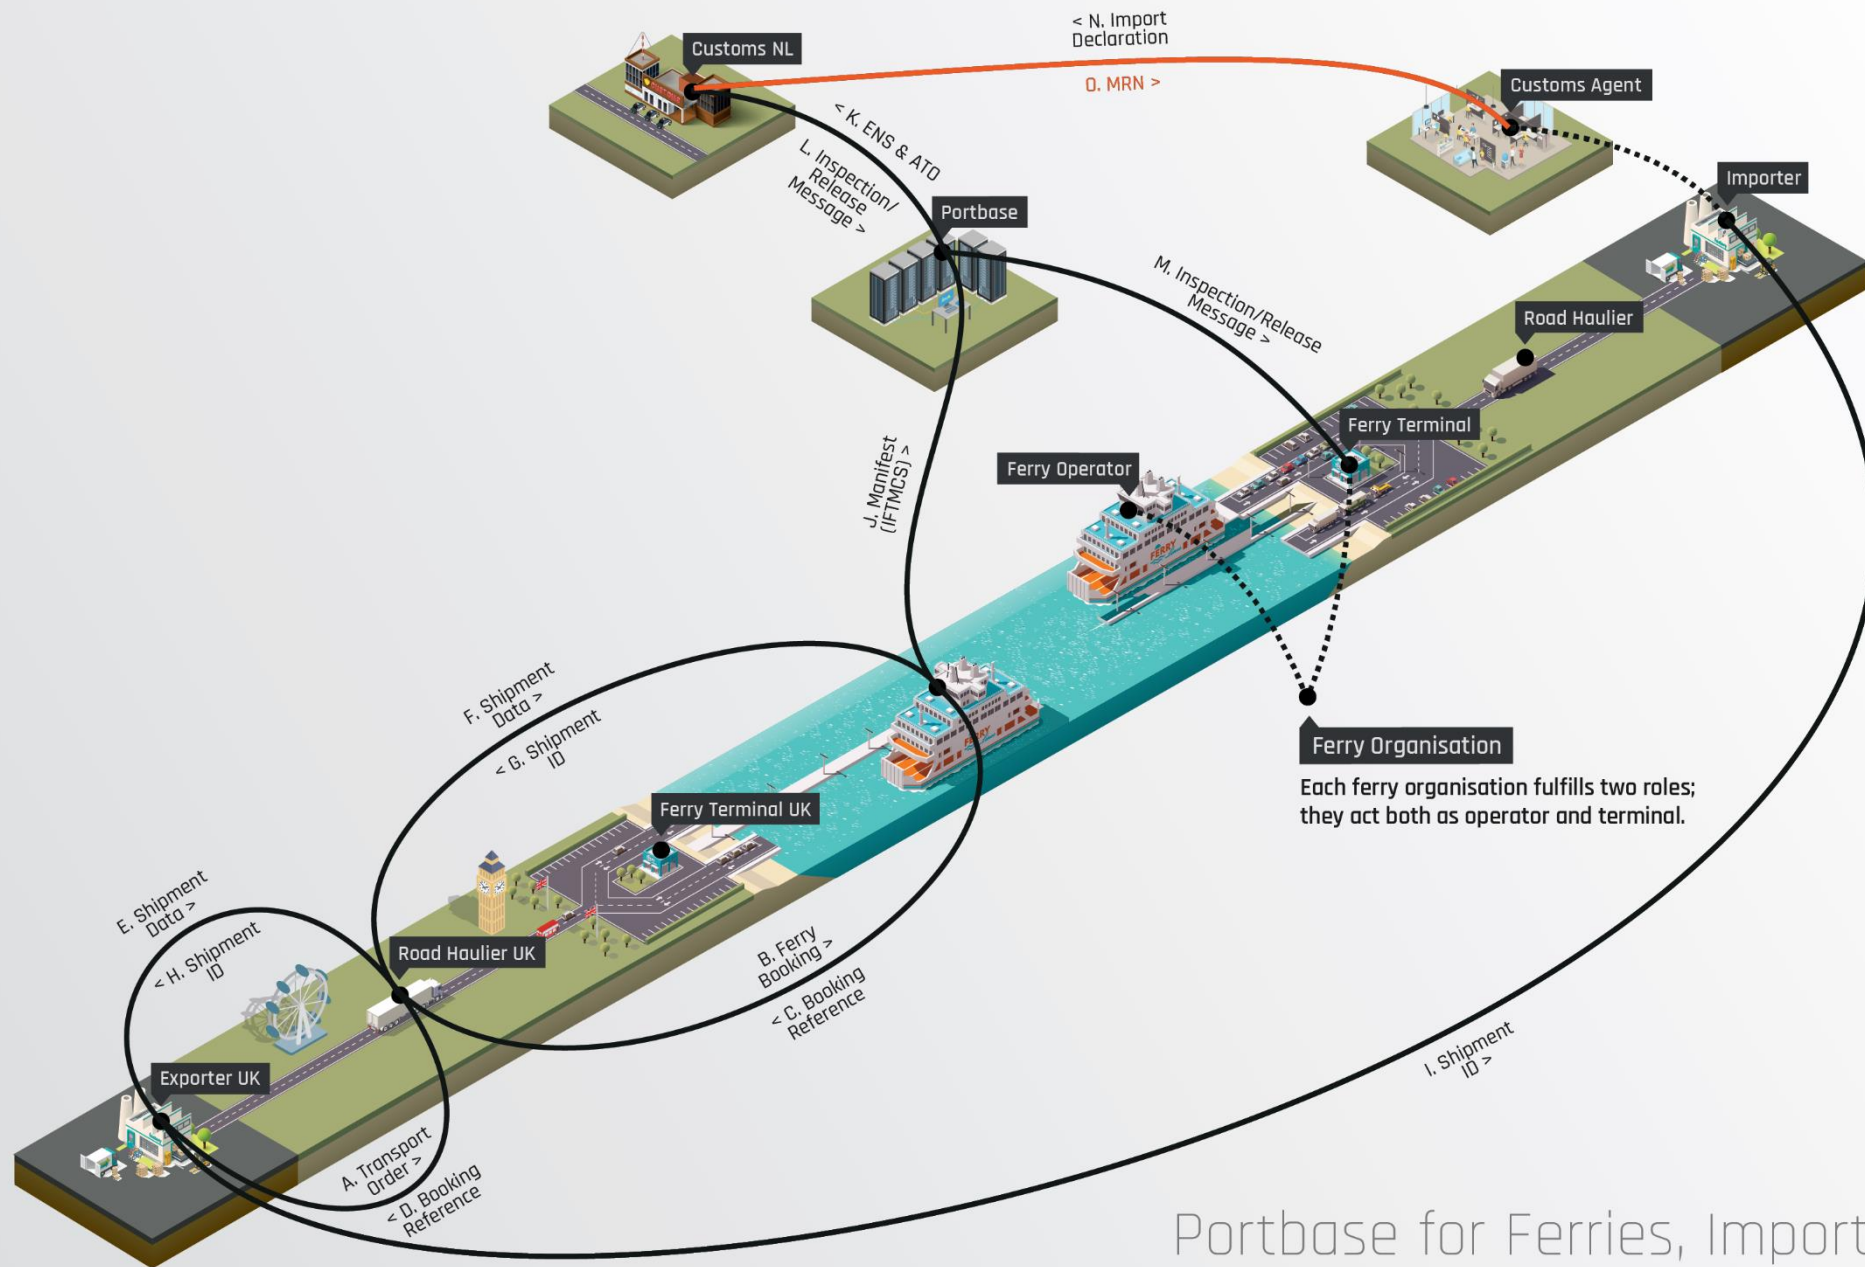 < N. Import
Declaration
Customs NL
O. MRN >
Customs Agent
< K. ENS & ATO
L. Inspection/
Release
Message >
Importer
Portbase
M. Inspection/Release
Message >
Road Haulier
Ferry Terminal
Ferry Operator
J. Manifest
(IFTMCS) >
FERRY
F. Shipment
Data >
< G. Shipment
ID
FERRY
Ferry Organisation
Each ferry organisation fulfills two roles;
they act both as operator and terminal.
Ferry Terminal UK
E. Shipment
Data >
< H. Shipment
ID
Road Haulier UK
B. Ferry
Booking >
< C. Booking
Reference
I. Shipment
ID >
Exporter UK
A. Transport
Order >
< D. Booking
Reference
Portbase for Ferries, Import